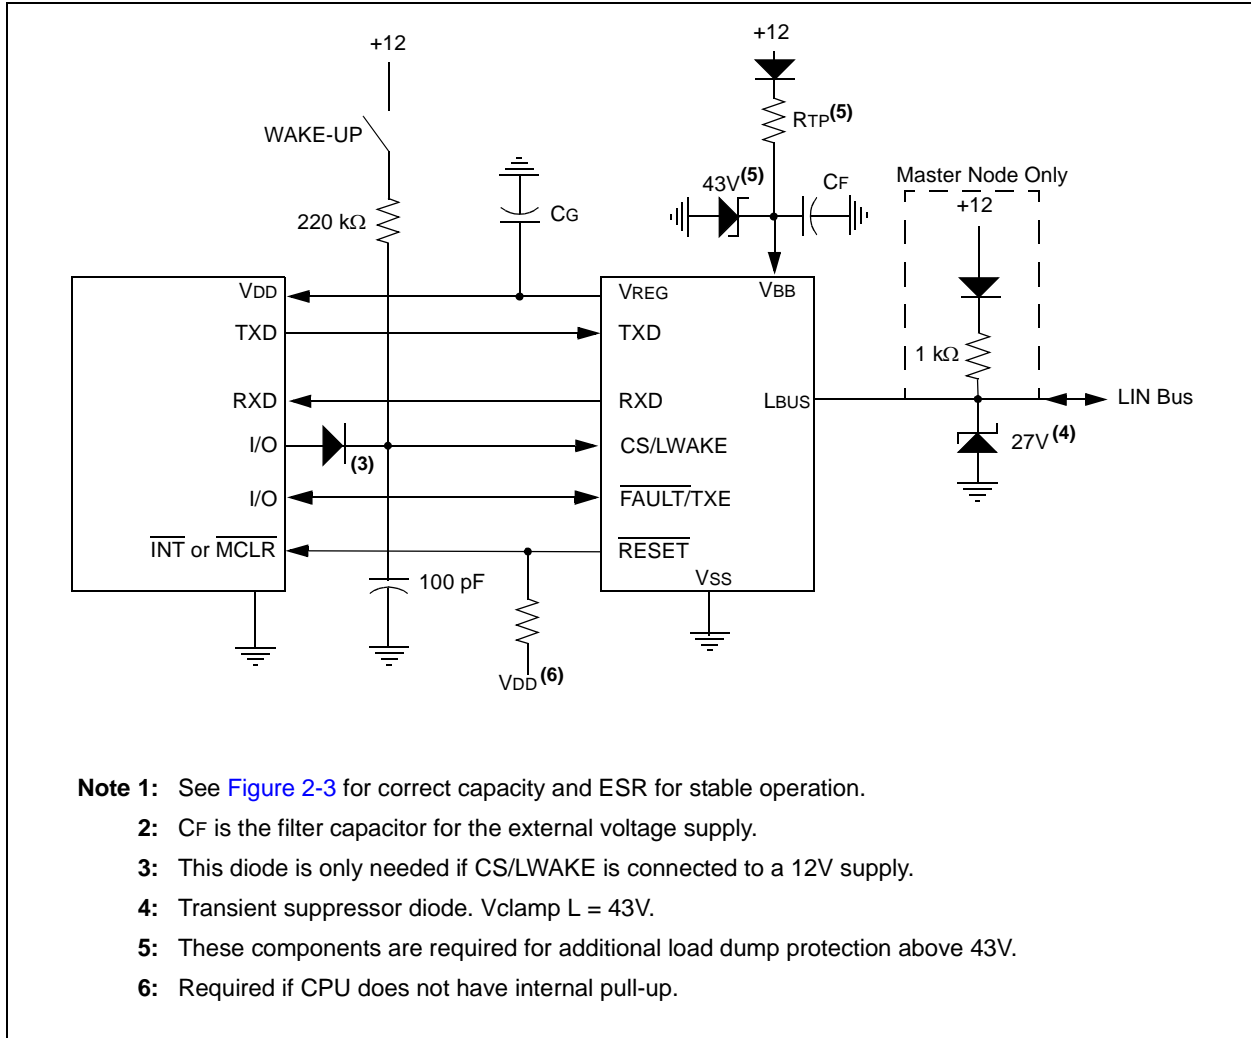 +12
+12
WAKE-UP
RTP(5)
220 kΩ
CG
43V(5)
CF
Master Node Only
+12
VDD
VREG
VBB
TXD
TXD
1 kΩ
RXD
RXD
LBUS
LIN Bus
I/O
(3)
CS/LWAKE
27V(4)
I/O
FAULT/TXE
INT or MCLR
RESET
100 pF
VSS
VDD(6)
Note 1: See Figure 2-3 for correct capacity and ESR for stable operation.
2: CF is the filter capacitor for the external voltage supply.
3: This diode is only needed if CS/LWAKE is connected to a 12V supply.
4: Transient suppressor diode. Vclamp L = 43V.
5: These components are required for additional load dump protection above 43V.
6: Required if CPU does not have internal pull-up.